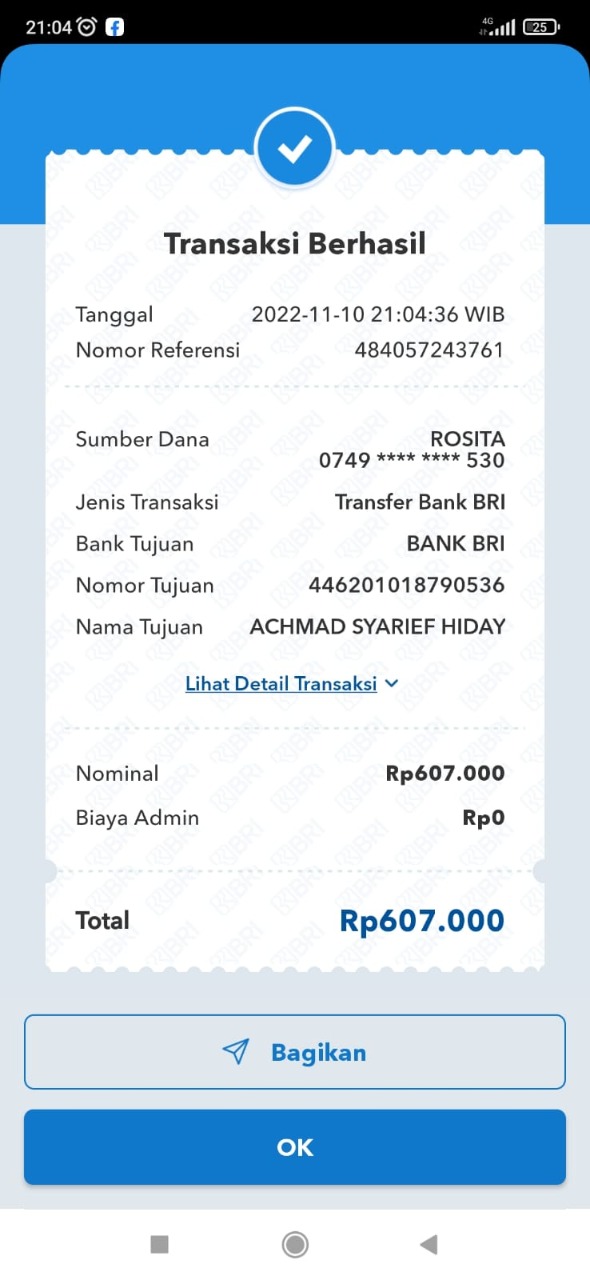 21:04
4G
25
Transaksi Berhasil
Tanggal 2022-11-10 21:04:36 WIB
Nomor Referensi 484057243761
Sumber Dana ROSITA
0749 **** **** 530
Jenis Transaksi Transfer Bank BRI
Bank Tujuan BANK BRI
Nomor Tujuan 446201018790536
Nama Tujuan ACHMAD SYARIEF HIDAY
Lihat Detail Transaksi
Nominal Rp607.000
Biaya Admin Rp0
Total Rp607.000
Bagikan
OK